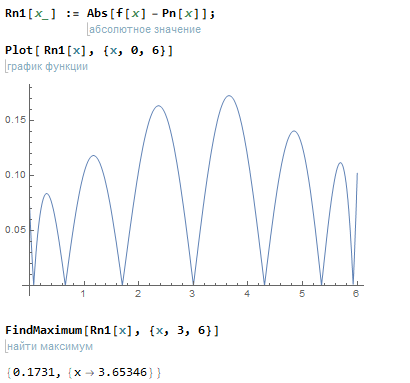 Rn1[x_] := Abs[f[x] - Pn[x]];
абсолютное значение
Plot[ Rn1[x], {x, 0, 6}]
график функции
0.15
0.10
0.05
1 2 3 4 5 6
FindMaximum[Rn1[x], {x, 3, 6}]
найти максимум
{0.1731, {x → 3.65346}}